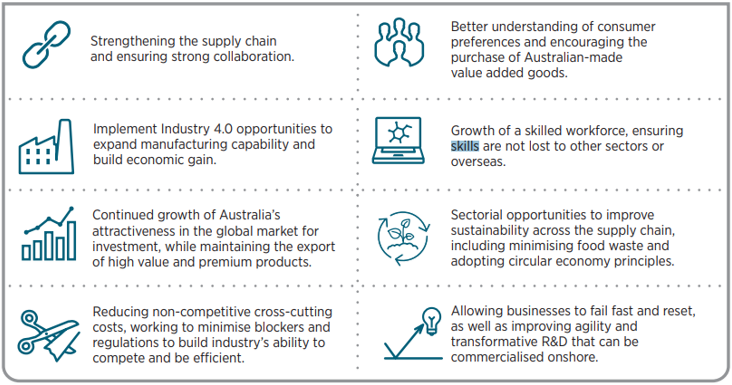 Strengthening the supply chain
and ensuring strong collaboration.
Better understanding of consumer
preferences and encouraging the
purchase of Australian-made
value added goods.
Implement Industry 4.0 opportunities to
expand manufacturing capability and
build economic gain.
Growth of a skilled workforce, ensuring
skills are not lost to other sectors or
overseas.
Continued growth of Australia's
attractiveness in the global market for
investment, while maintaining the export
of high value and premium products.
Sectorial opportunities to improve
sustainability across the supply chain,
including minimising food waste and
adopting circular economy principles.
Reducing non-competitive cross-cutting
costs, working to minimise blockers and
regulations to build industry's ability to
compete and be efficient.
Allowing businesses to fail fast and reset,
as well as improving agility and
transformative R&D that can be
commercialised onshore.